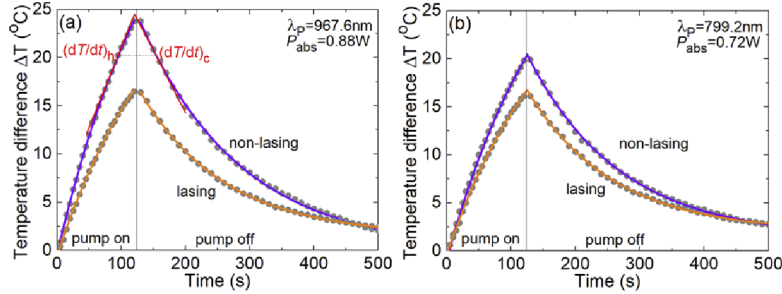 (a)
λP=967.6nm
Pabs=0.88W
(dT/dt)h
(dT/dt)c
non-lasing
lasing
pump on
pump off
25
20
15
10
5
0
0 100 200 300 400 500
Time (s)
Temperature difference ΔT (°C)
(b)
λP=799.2nm
Pabs=0.72W
non-lasing
lasing
pump on
pump off
25
20
15
10
5
0
0 100 200 300 400 500
Time (s)
Temperature difference ΔT (°C)